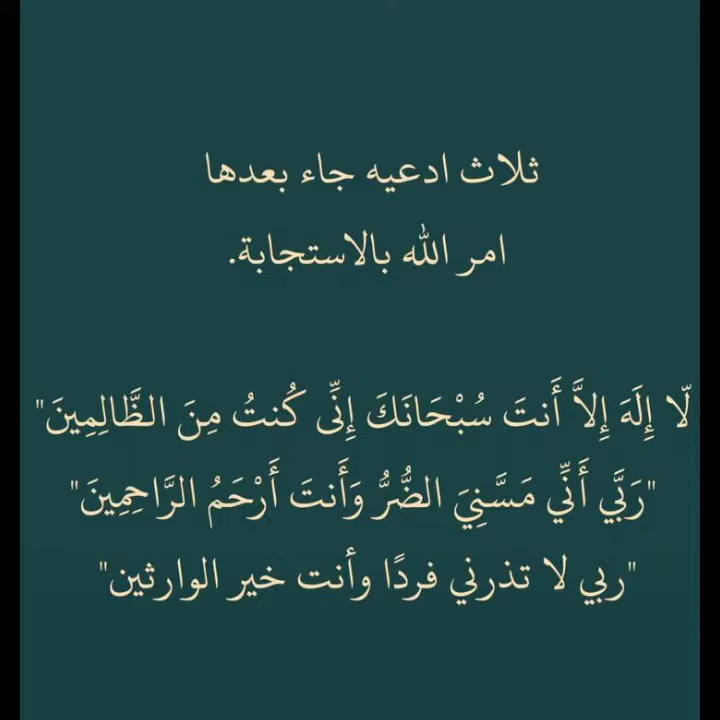 ثلاث ادعيه جاء بعدها
امر الله بالاستجابة.
لّا إِلَهَ إِلاَّ أَنتَ سُبْحَانَكَ إِنِّى كُنتُ مِنَ الظَّالِمِينَ"
"رَبَّي أَنِّي مَسَّنِيَ الضُّرُّ وَأَنتَ أَرْحَمُ الرَّاحِمِينَ"
"ربي لا تذرني فردًا وأنت خير الوارثين"